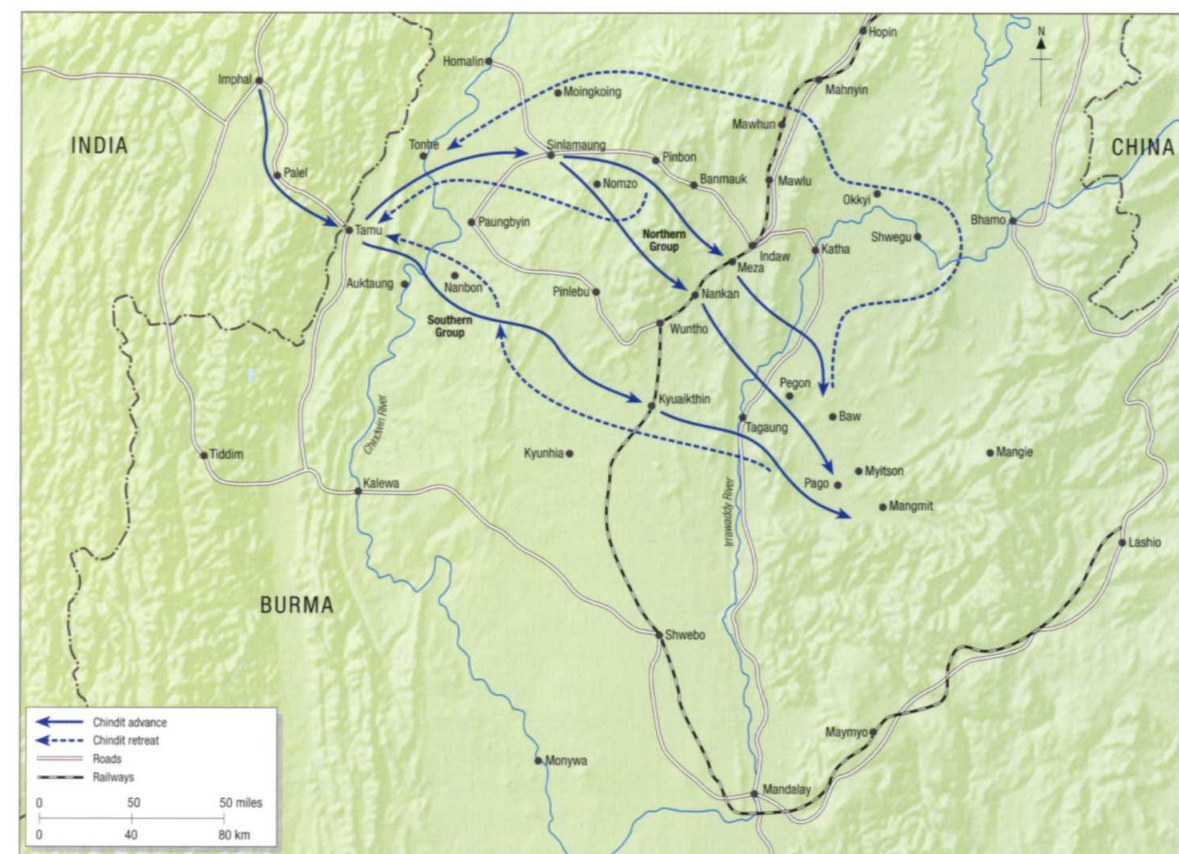 Hopin
N
Homalin
Imphal
Mahnyin
Moingkoing
Mawhun
INDIA
CHINA
Tonhe
Sinlamaung
Pinbon
Palel
Nomzo
Banmauk
Mawlu
Okkyl
Bhamo
Paungbyin
Tamu
Northern
Group
Shwegu
Indaw
Katha
Meza
Auktaung
Nanbon
Pinlebu
Nankan
Southern
Group
Wuntho
Chindwin River
Pegon
Kyuaikthin
Baw
Tagaung
Tiddim
Kyunhia
Mangie
Myitson
Pago
Kalewa
Mangmit
Irrawaddy River
Lashio
BURMA
Shwebo
Chindit advance
Chindit retreat
Roads
Railways
0 50 50 miles
0 40 80 km
Maymyo
Monywa
Mandalay